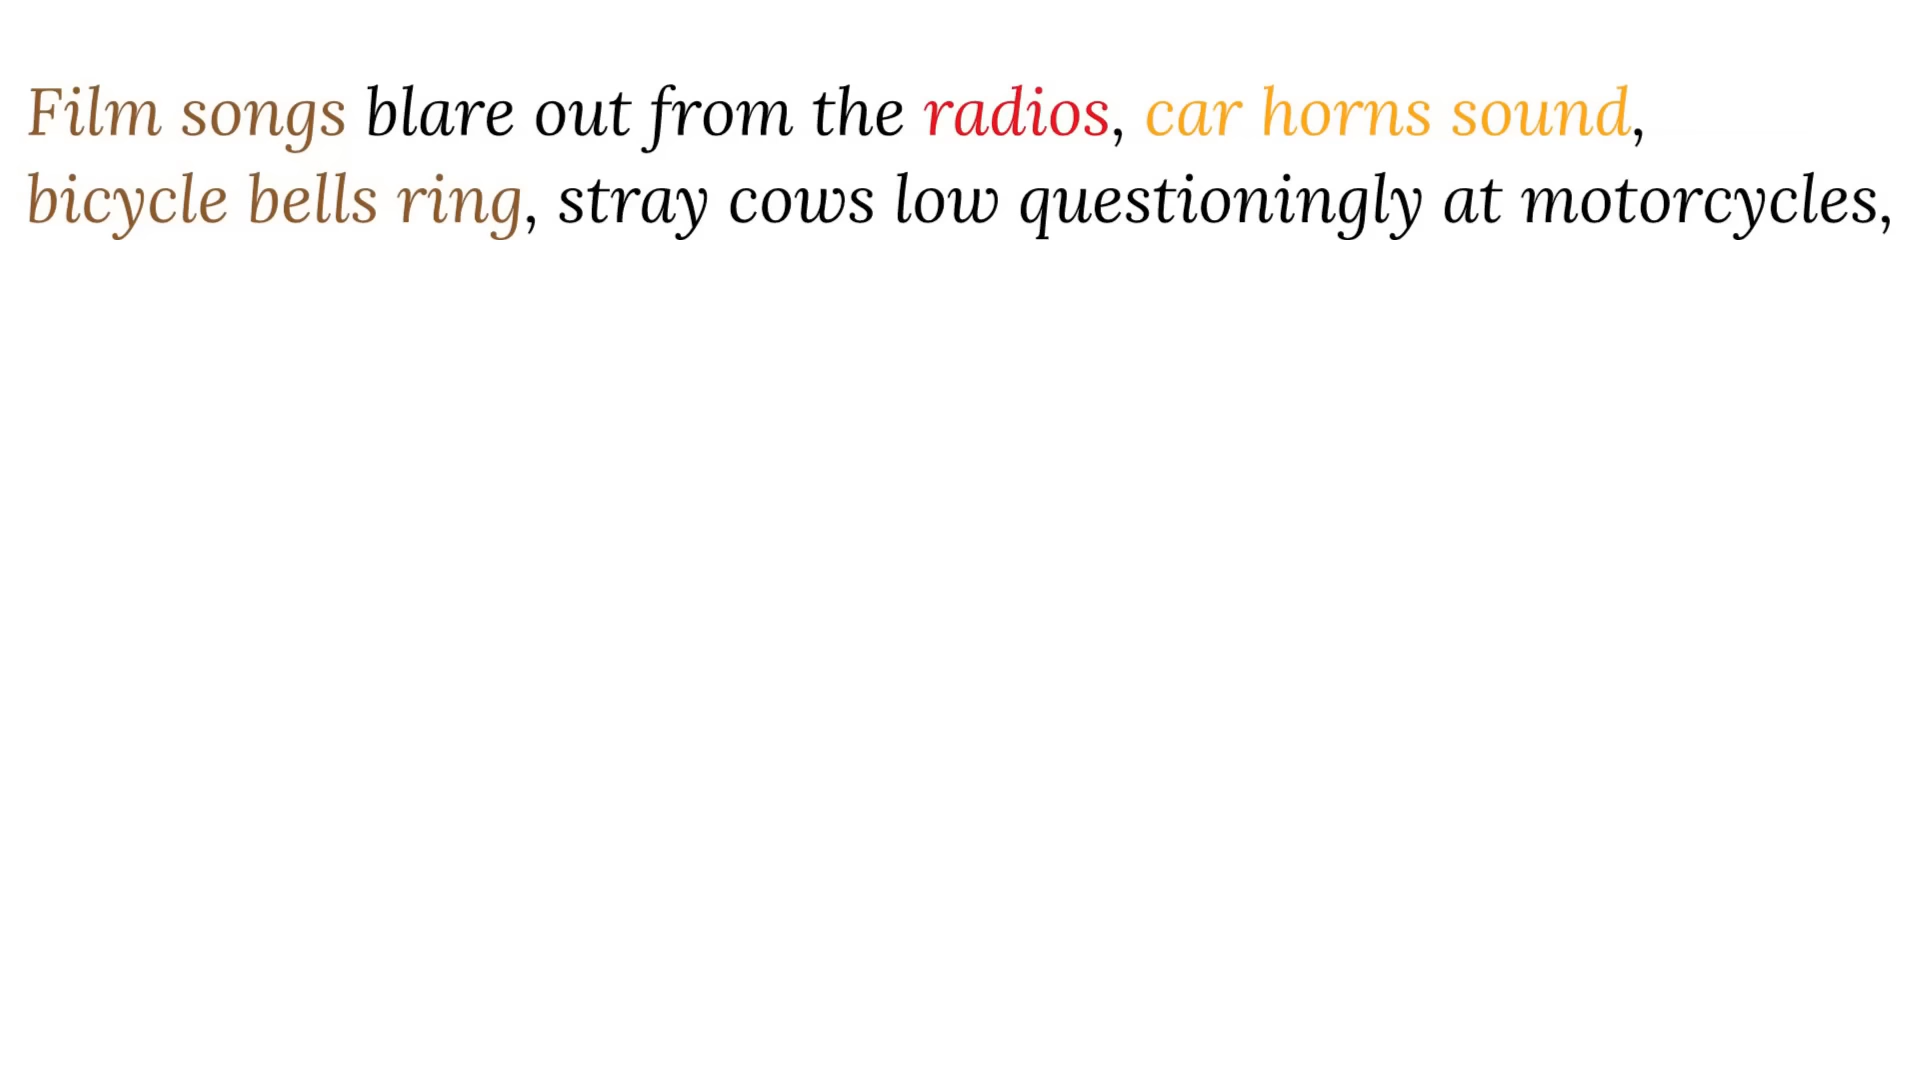 Film songs blare out from the radios, car horns sound,
bicycle bells ring, stray cows low questioningly at motorcycles,